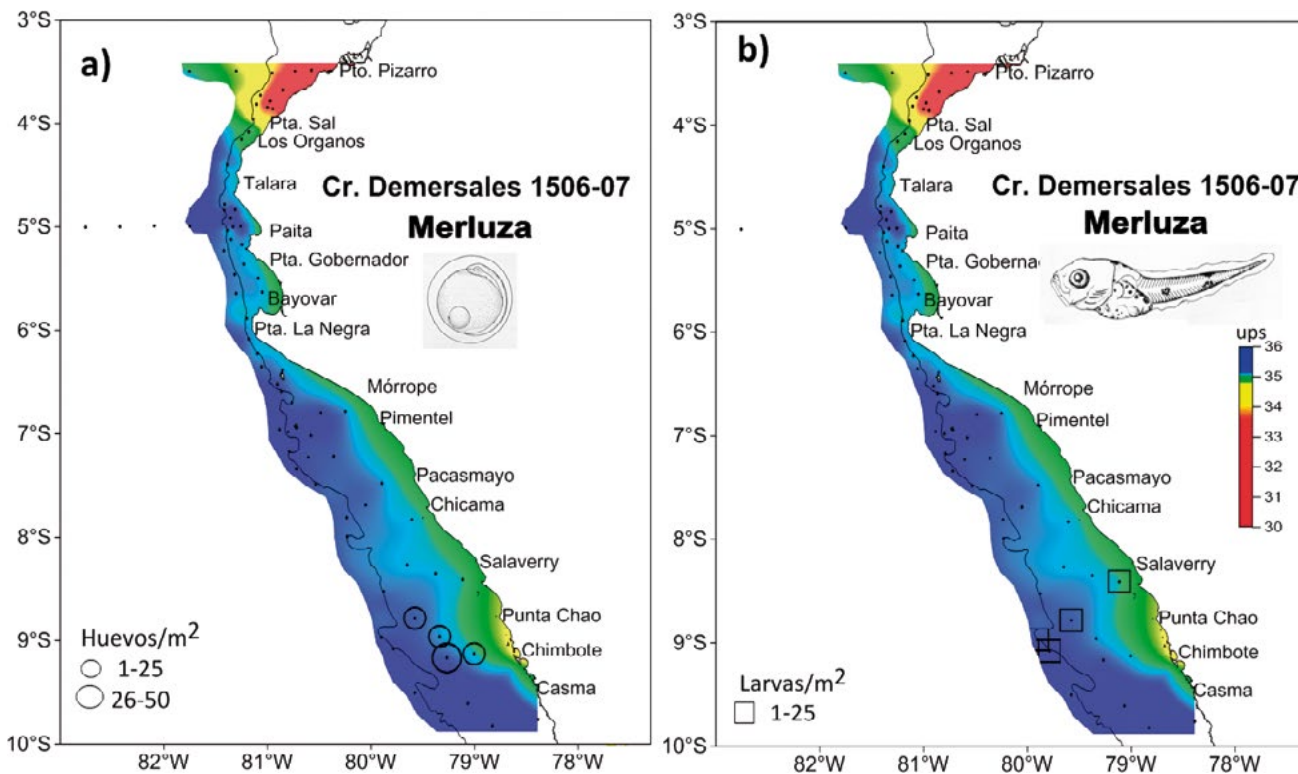 a)
3°S
4°S
5°S
6°S
7°S
8°S
9°S
10°S
82°W
81°W
80°W
79°W
78°W
Pto. Pizarro
Pta. Sal
Los Organos
Talara
Cr. Demersales 1506-07
Merluza
Paita
Pta. Gobernador
Bayovar
Pta. La Negra
Mórrope
Pimentel
Pacasmayo
Chicama
Salaverry
Punta Chao
Chimbote
Casma
Huevos/m²
1-25
26-50
b)
3°S
4°S
5°S
6°S
7°S
8°S
9°S
10°S
82°W
81°W
80°W
79°W
78°W
Pto. Pizarro
Pta. Sal
Los Organos
Talara
Cr. Demersales 1506-07
Merluza
Paita
Pta. Goberna
Bayovar
Pta. La Negra
ups
36
35
34
33
32
31
30
Mórrope
Pimentel
Pacasmayo
Chicama
Salaverry
Punta Chao
Chimbote
Casma
Larvas/m²
1-25